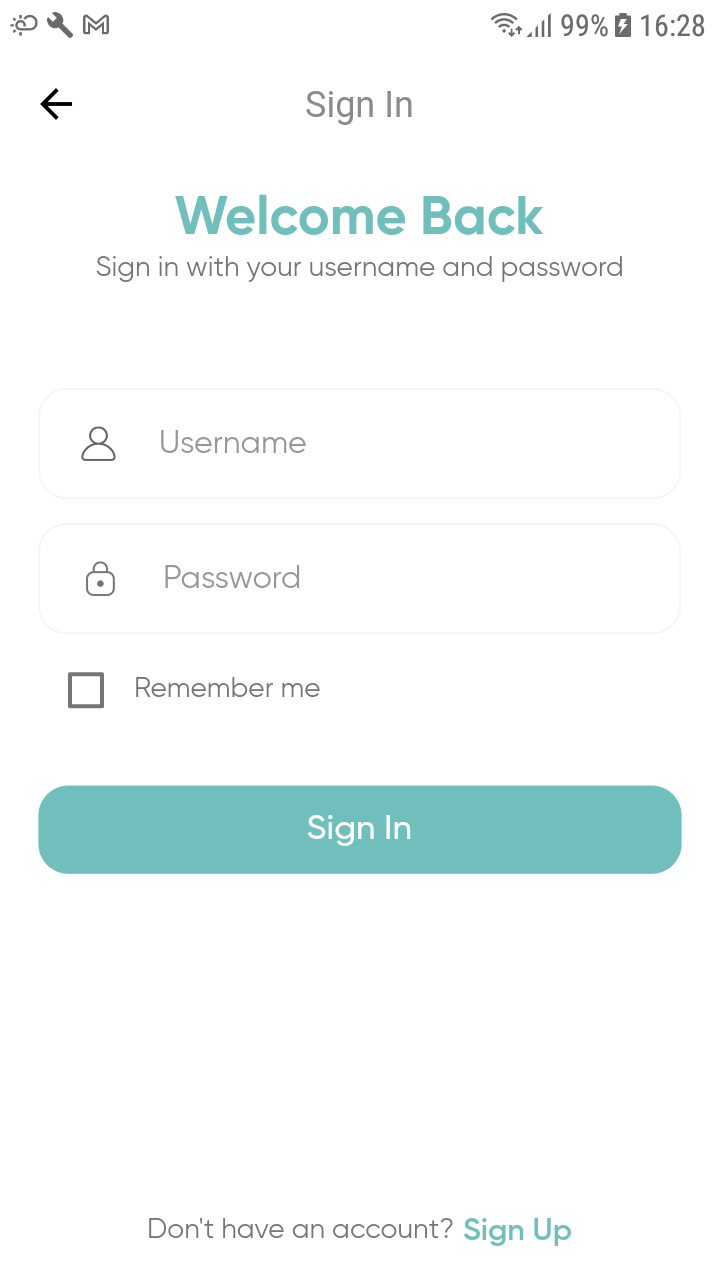 99% 16:28
Sign In
Welcome Back
Sign in with your username and password
Username
Password
Remember me
Sign In
Don't have an account? Sign Up